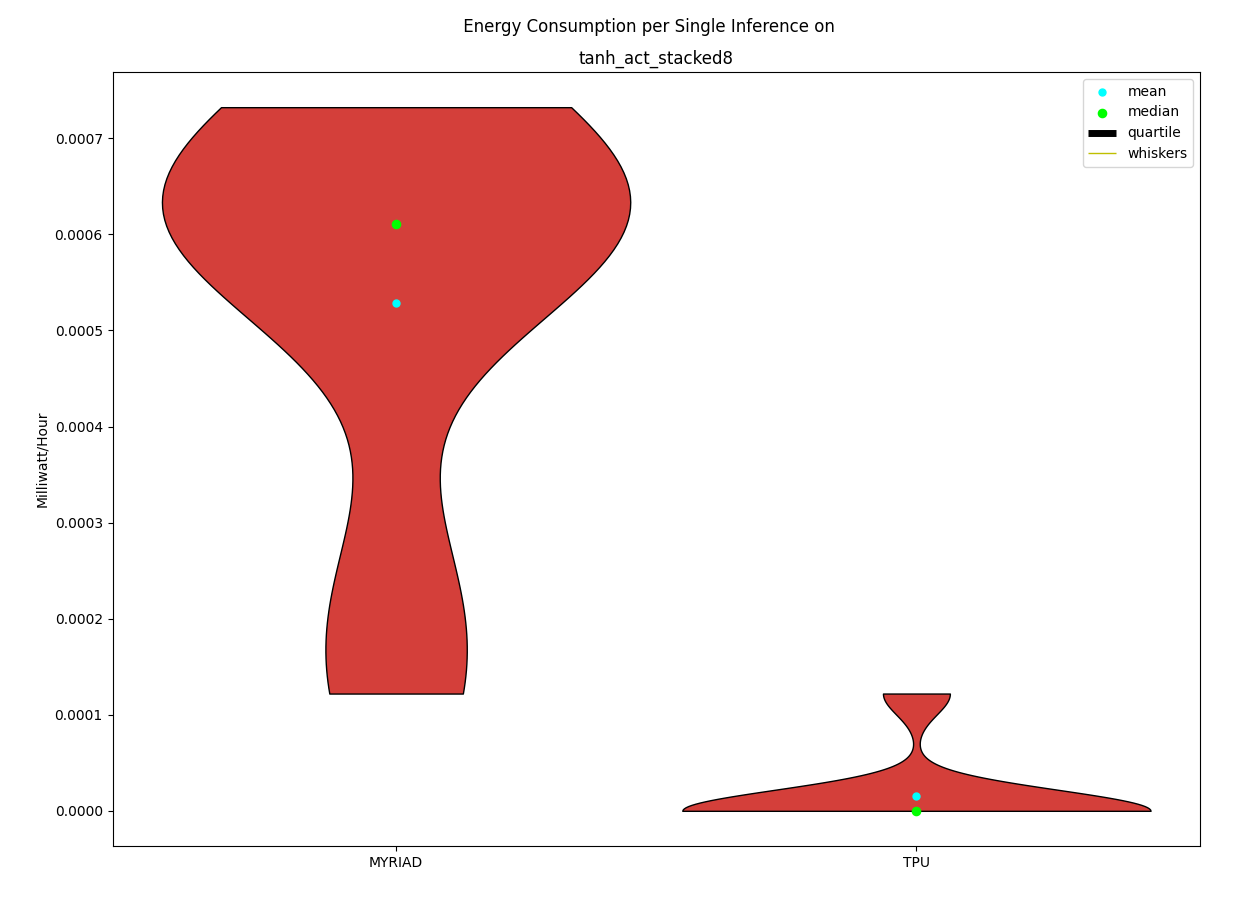 Energy Consumption per Single Inference on
tanh_act_stacked8
mean
median
quartile
whiskers
0.0007
0.0006
0.0005
0.0004
0.0003
0.0002
0.0001
0.0000
Milliwatt/Hour
MYRIAD
TPU